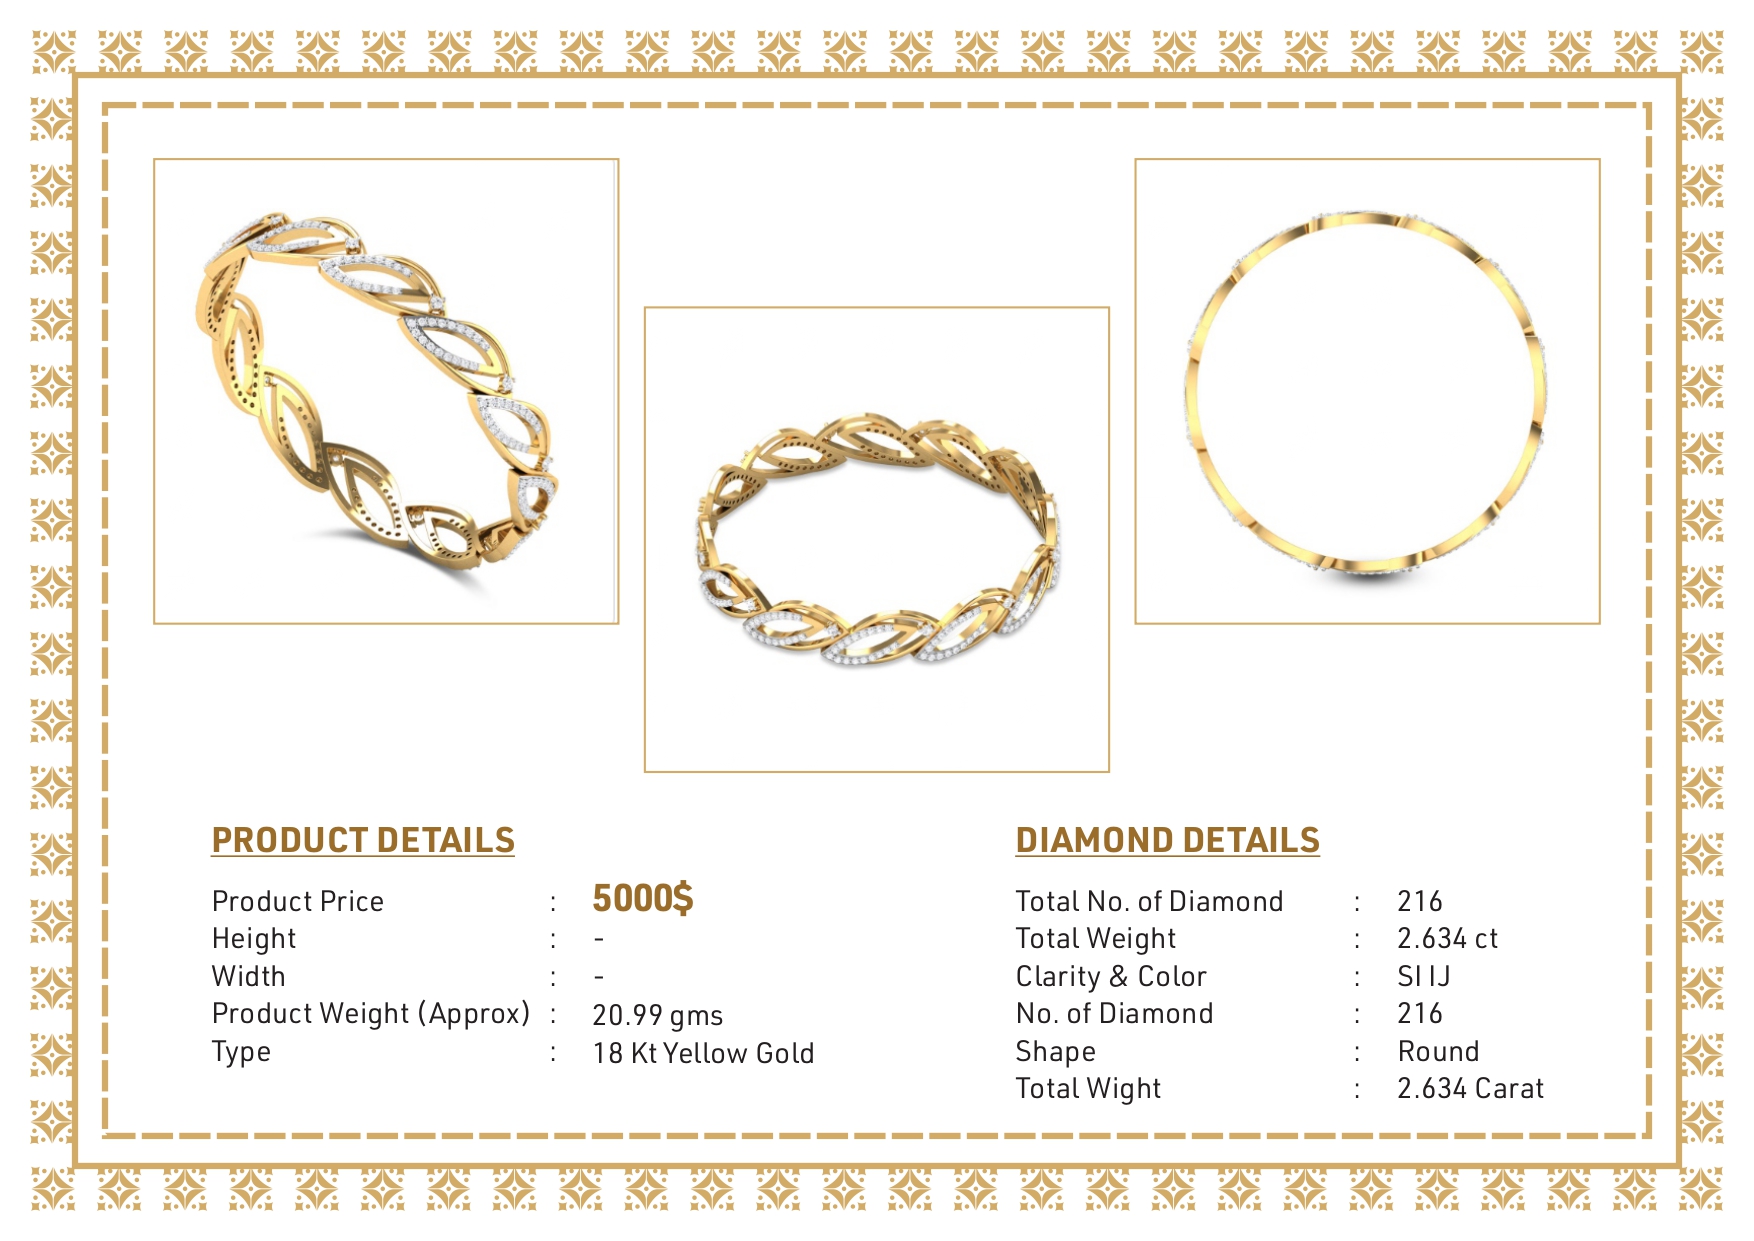 PRODUCT DETAILS
Product Price : 5000$
Height : -
Width : -
Product Weight (Approx) : 20.99 gms
Type : 18 Kt Yellow Gold
DIAMOND DETAILS
Total No. of Diamond : 216
Total Weight : 2.634 ct
Clarity & Color : SI IJ
No. of Diamond : 216
Shape : Round
Total Wight : 2.634 Carat